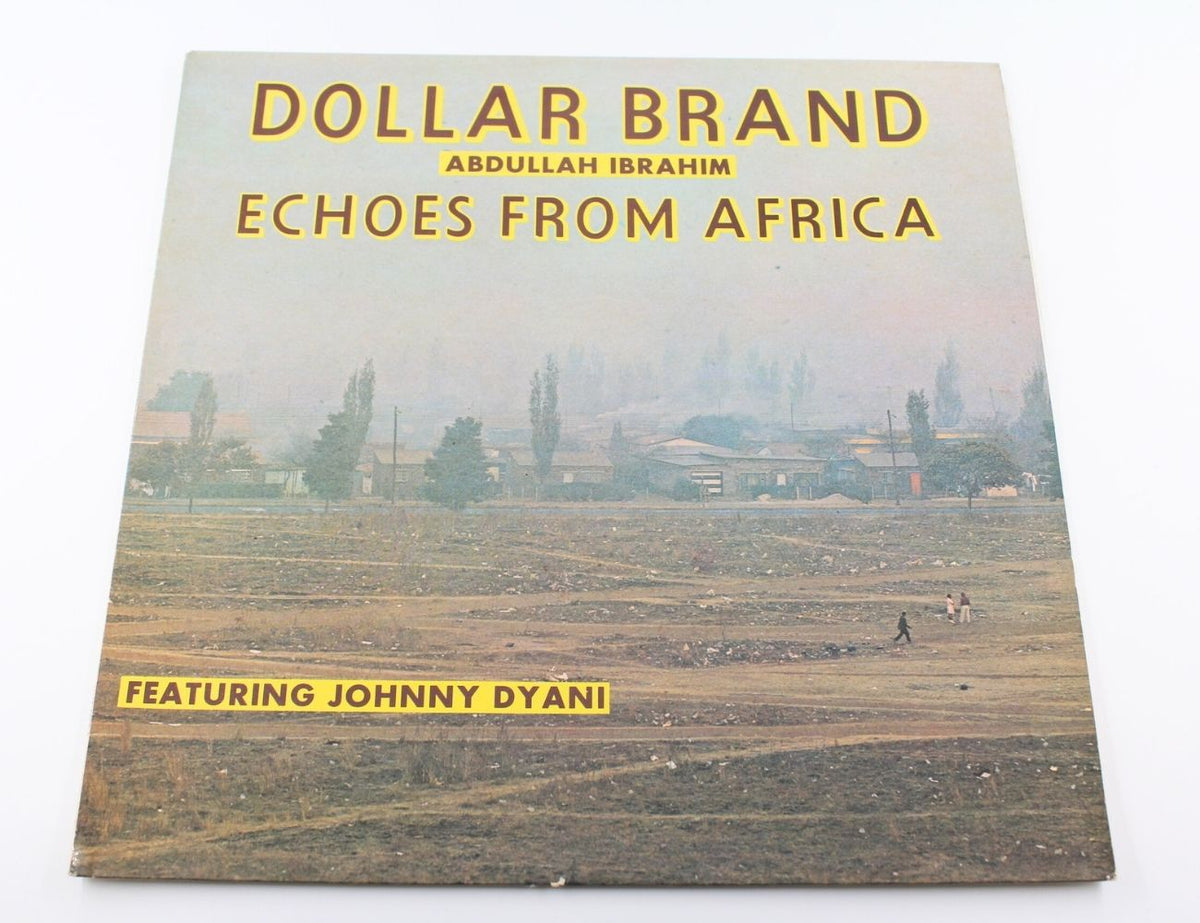 DOLLAR BRAND
ABDULLAH IBRAHIM
ECHOES FROM AFRICA
FEATURING JOHNNY DYANI